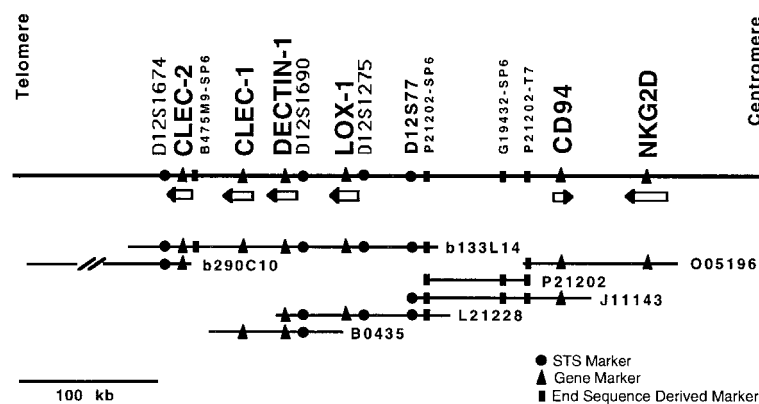 Telomere
D12S1674
CLEC-2
B475M9-SP6
CLEC-1
DECTIN-1
D12S1690
LOX-1
D12S1275
D12S77
P21202-SP6
G19432-SP6
P21202-T7
CD94
NKG2D
Centromere
b133L14
b290C10
O05196
P21202
J11143
L21228
B0435
100 kb
STS Marker
Gene Marker
End Sequence Derived Marker